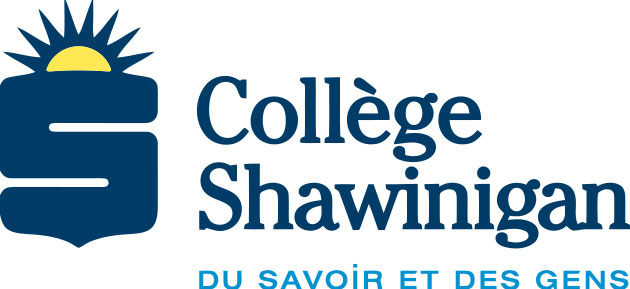 S
Collège
Shawinigan
DU SAVOIR ET DES GENS